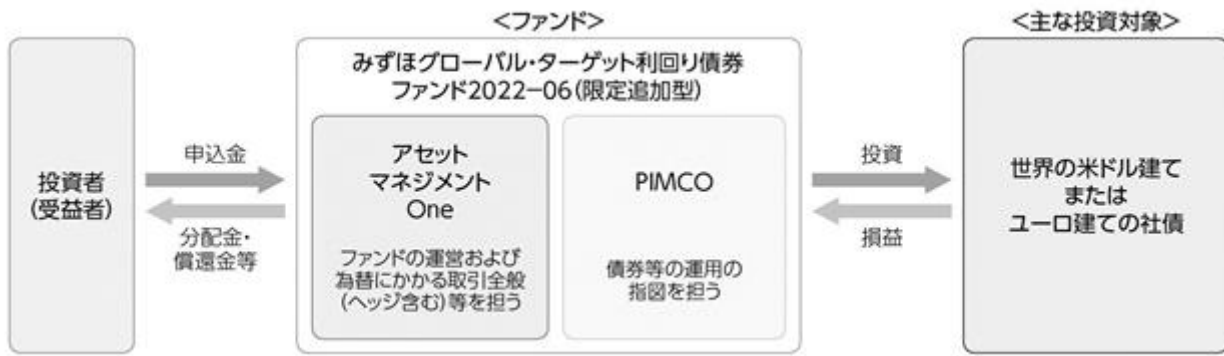 <ファンド>
<主な投資対象>
みずほグローバル・ターゲット利回り債券
ファンド2022-06(限定追加型)
投資者
(受益者)
申込金
分配金・
償還金等
アセット
マネジメント
One
ファンドの運営および
為替にかかる取引全般
(ヘッジ含む)等を担う
PIMCO
債券等の運用の
指図を担う
投資
損益
世界の米ドル建て
または
ユーロ建ての社債